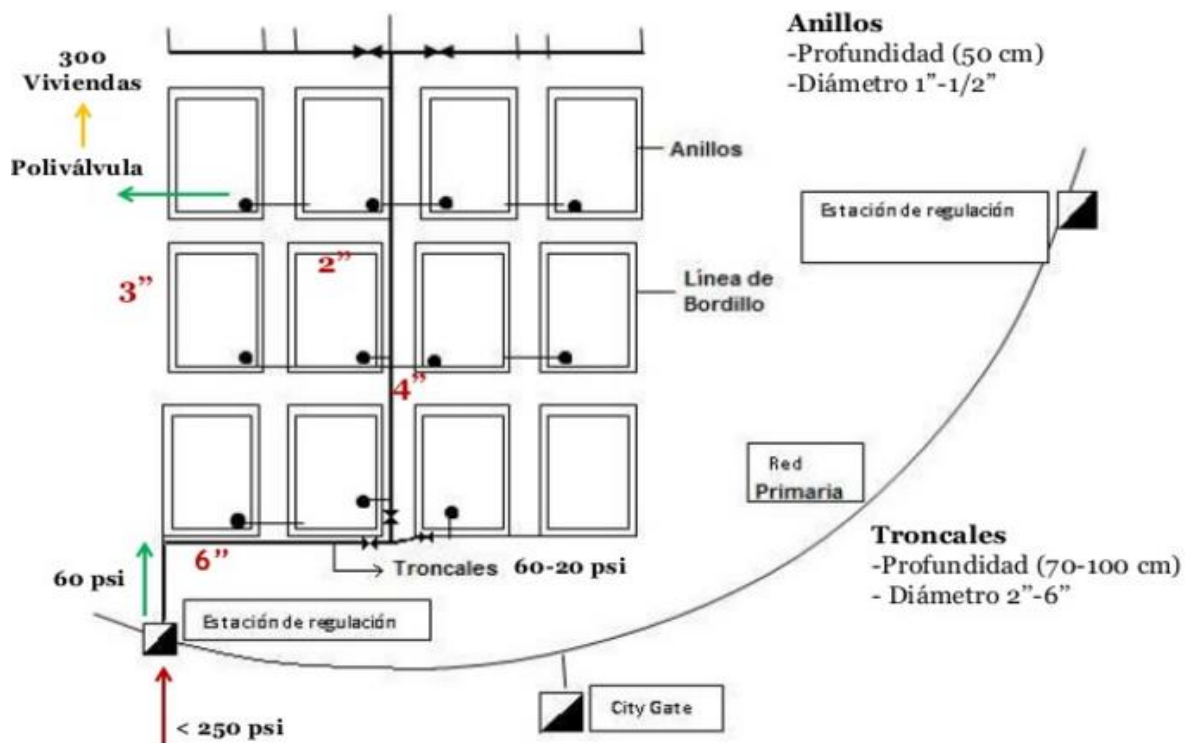 Anillos
-Profundidad (50 cm)
-Diámetro 1”-1/2”
300
Viviendas
Poliválvula
Anillos
Estación de regulación
2”
3”
Línea de
Bordillo
4”
Red
Primaria
Troncales
-Profundidad (70-100 cm)
- Diámetro 2”-6”
6”
Troncales 60-20 psi
60 psi
Estación de regulación
City Gate
< 250 psi